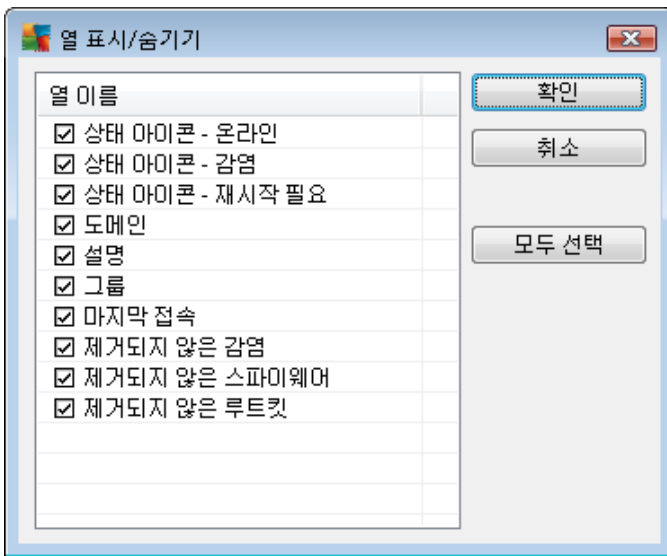 열 표시/숨기기
열 이름
상태 아이콘 - 온라인
상태 아이콘 - 감염
상태 아이콘 - 재시작 필요
도메인
설명
그룹
마지막 접속
제거되지 않은 감염
제거되지 않은 스파이웨어
제거되지 않은 루트킷
확인
취소
모두 선택